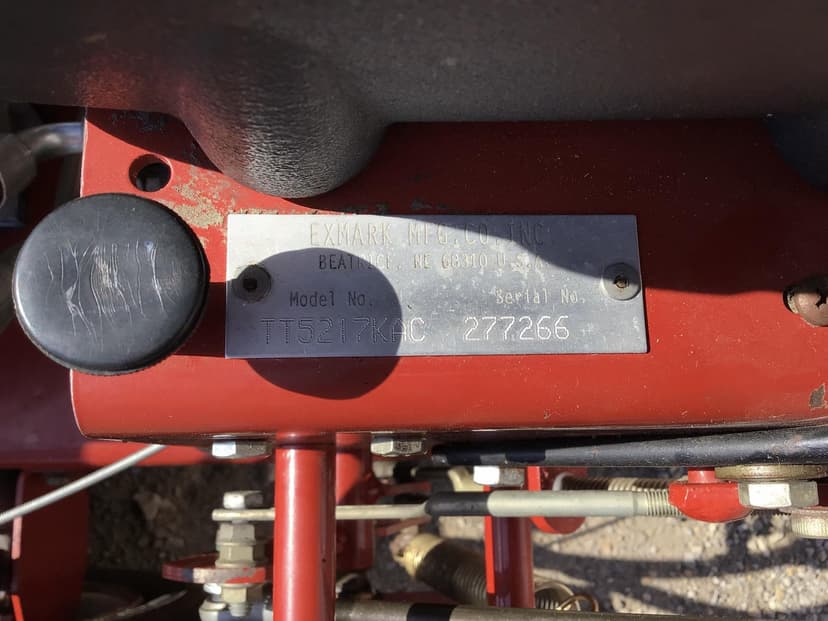 EXMARK MFG.CO.INC
BEATRICE, NE 68310 U.S.A
Model No. Serial No.
TT5217KAC 277266